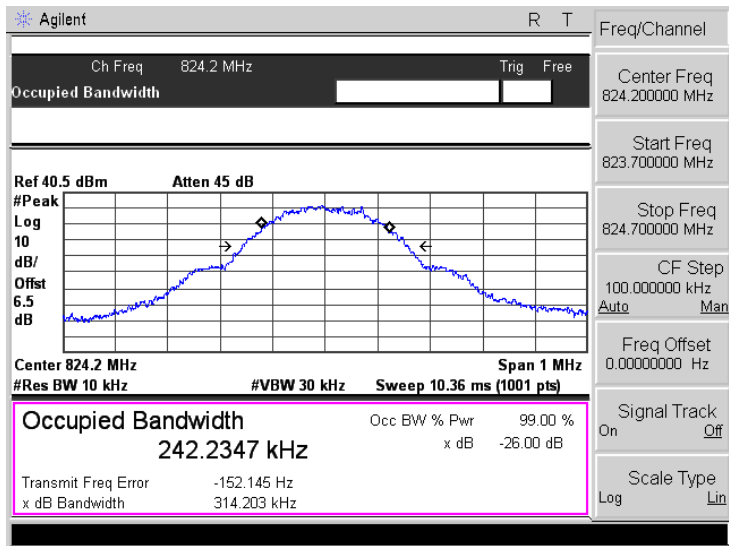 Agilent R T
Ch Freq 824.2 MHz Trig Free
Occupied Bandwidth
Ref 40.5 dBm Atten 45 dB
#Peak
Log
10
dB/
Offst
6.5
dB
Center 824.2 MHz Span 1 MHz
#Res BW 10 kHz #VBW 30 kHz Sweep 10.36 ms (1001 pts)
Occupied Bandwidth Occ BW % Pwr 99.00 %
242.2347 kHz x dB -26.00 dB
Transmit Freq Error -152.145 Hz
x dB Bandwidth 314.203 kHz
Freq/Channel
Center Freq
824.200000 MHz
Start Freq
823.700000 MHz
Stop Freq
824.700000 MHz
CF Step
100.000000 kHz
Auto Man
Freq Offset
0.00000000 Hz
Signal Track
On Off
Scale Type
Log Lin